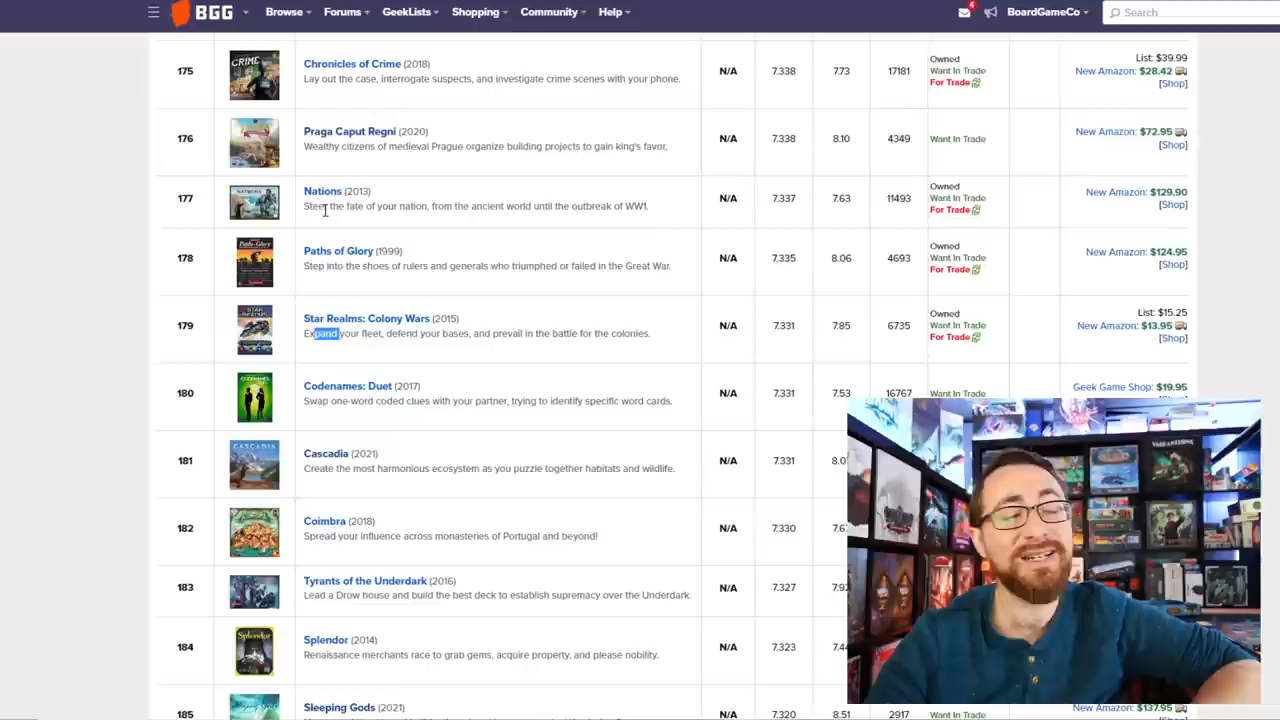 BGG Browse Forums GeekLists Shopping Community Help 4 BoardGameCo Search
175 Chronicles of Crime (2018) N/A 7.338 7.73 17181 Owned List: $39.99
Lay out the case, interrogate suspects, and investigate crime scenes with your phone. Want In Trade New Amazon: $28.42
For Trade [Shop]
176 Praga Caput Regni (2020) N/A 7.338 8.10 4349 Want In Trade New Amazon: $72.95
Wealthy citizens of medieval Prague organize building projects to gain king's favor. [Shop]
177 Nations (2013) N/A 7.337 7.63 11493 Owned New Amazon: $129.90
Steer the fate of your nation, from the ancient world until the outbreak of WW1. Want In Trade [Shop]
For Trade
178 Paths of Glory (1999) N/A 7.335 8.06 4693 Owned New Amazon: $124.95
Step into the shoes of rules and generals who triumphed or failed in the Great War. Want In Trade [Shop]
For Trade
179 Star Realms: Colony Wars (2015) N/A 7.331 7.85 6735 Owned List: $15.25
Expand your fleet, defend your bases, and prevail in the battle for the colonies. Want In Trade New Amazon: $13.95
For Trade [Shop]
180 Codenames: Duet (2017) N/A 7.331 7.53 16767 Want In Trade Geek Game Shop: $19.95
Swap one-word coded clues with your partner, trying to identify specific word cards.
181 Cascadia (2021) N/A 7.331
Create the most harmonious ecosystem as you puzzle together habitats and wildlife.
182 Coimbra (2018) N/A 7.330
Spread your influence across monasteries of Portugal and beyond!
183 Tyrants of the Underdark (2016) N/A 7.327
Lead a Drow house and build the best deck to establish supremacy over the Underdark.
184 Splendor (2014) N/A 7.323
Renaissance merchants race to grab gems, acquire property, and please nobility.
185 Sleeping Gods (2021) N/A 7.320 8.51 2917 Want In Trade New Amazon: $137.95